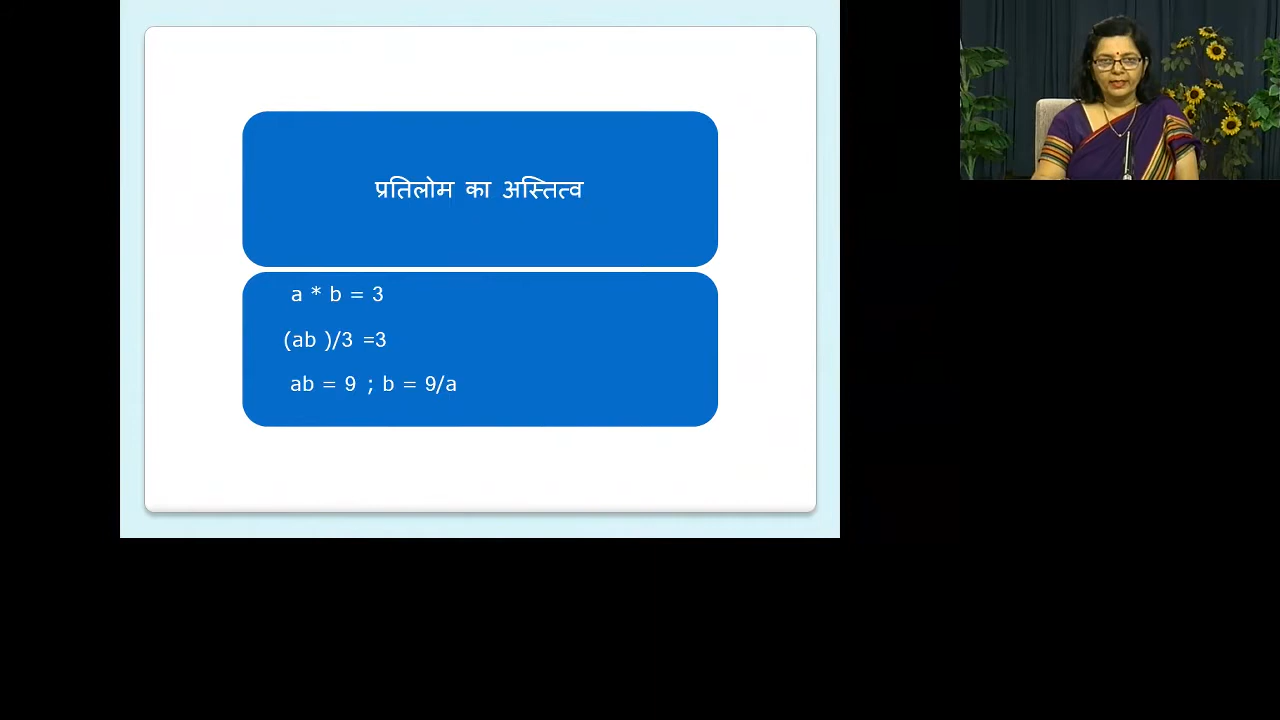 प्रतिलोम का अस्तित्व
a * b = 3
(ab )/3 =3
ab = 9 ; b = 9/a